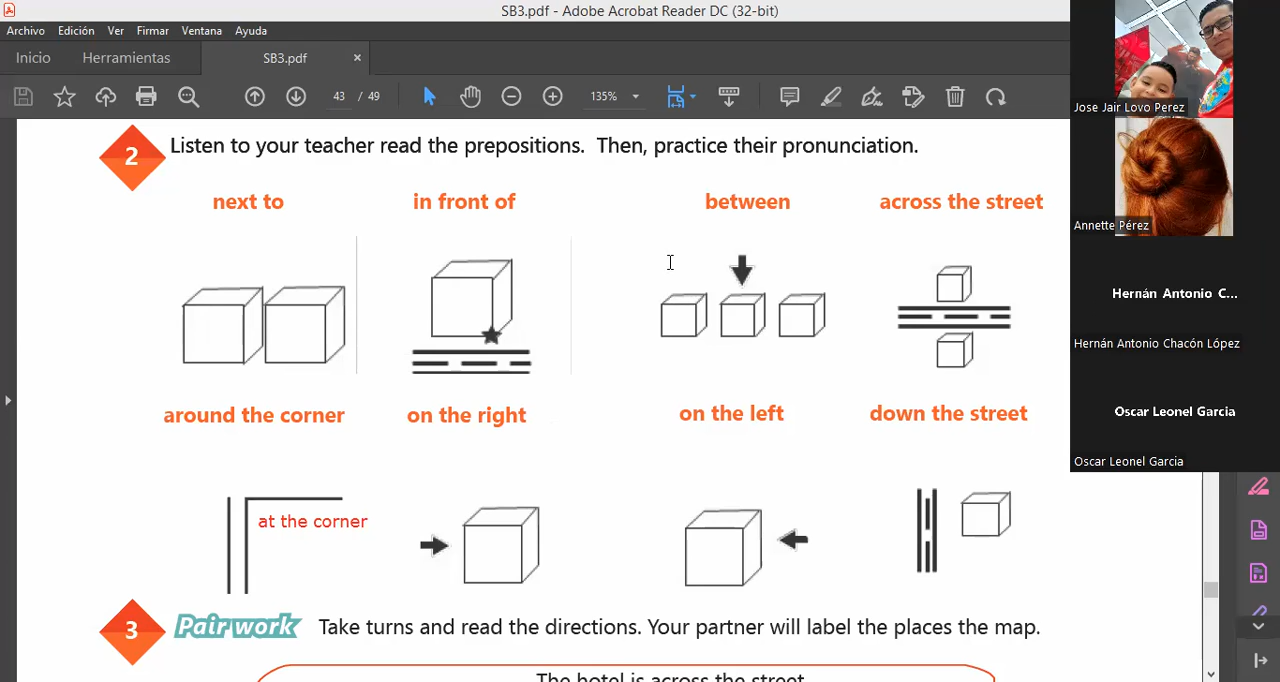 SB3.pdf - Adobe Acrobat Reader DC (32-bit)
Archivo Edición Ver Firmar Ventana Ayuda
Inicio Herramientas SB3.pdf ×
43 / 49 135%
2 Listen to your teacher read the prepositions. Then, practice their pronunciation.
next to in front of between across the street
around the corner on the right on the left down the street
at the corner
3 Pair work Take turns and read the directions. Your partner will label the places the map.
The hotel is across the street
Jose Jair Lovo Perez
Annette Pérez
Hernán Antonio C...
Hernán Antonio Chacón López
Oscar Leonel Garcia
Oscar Leonel Garcia